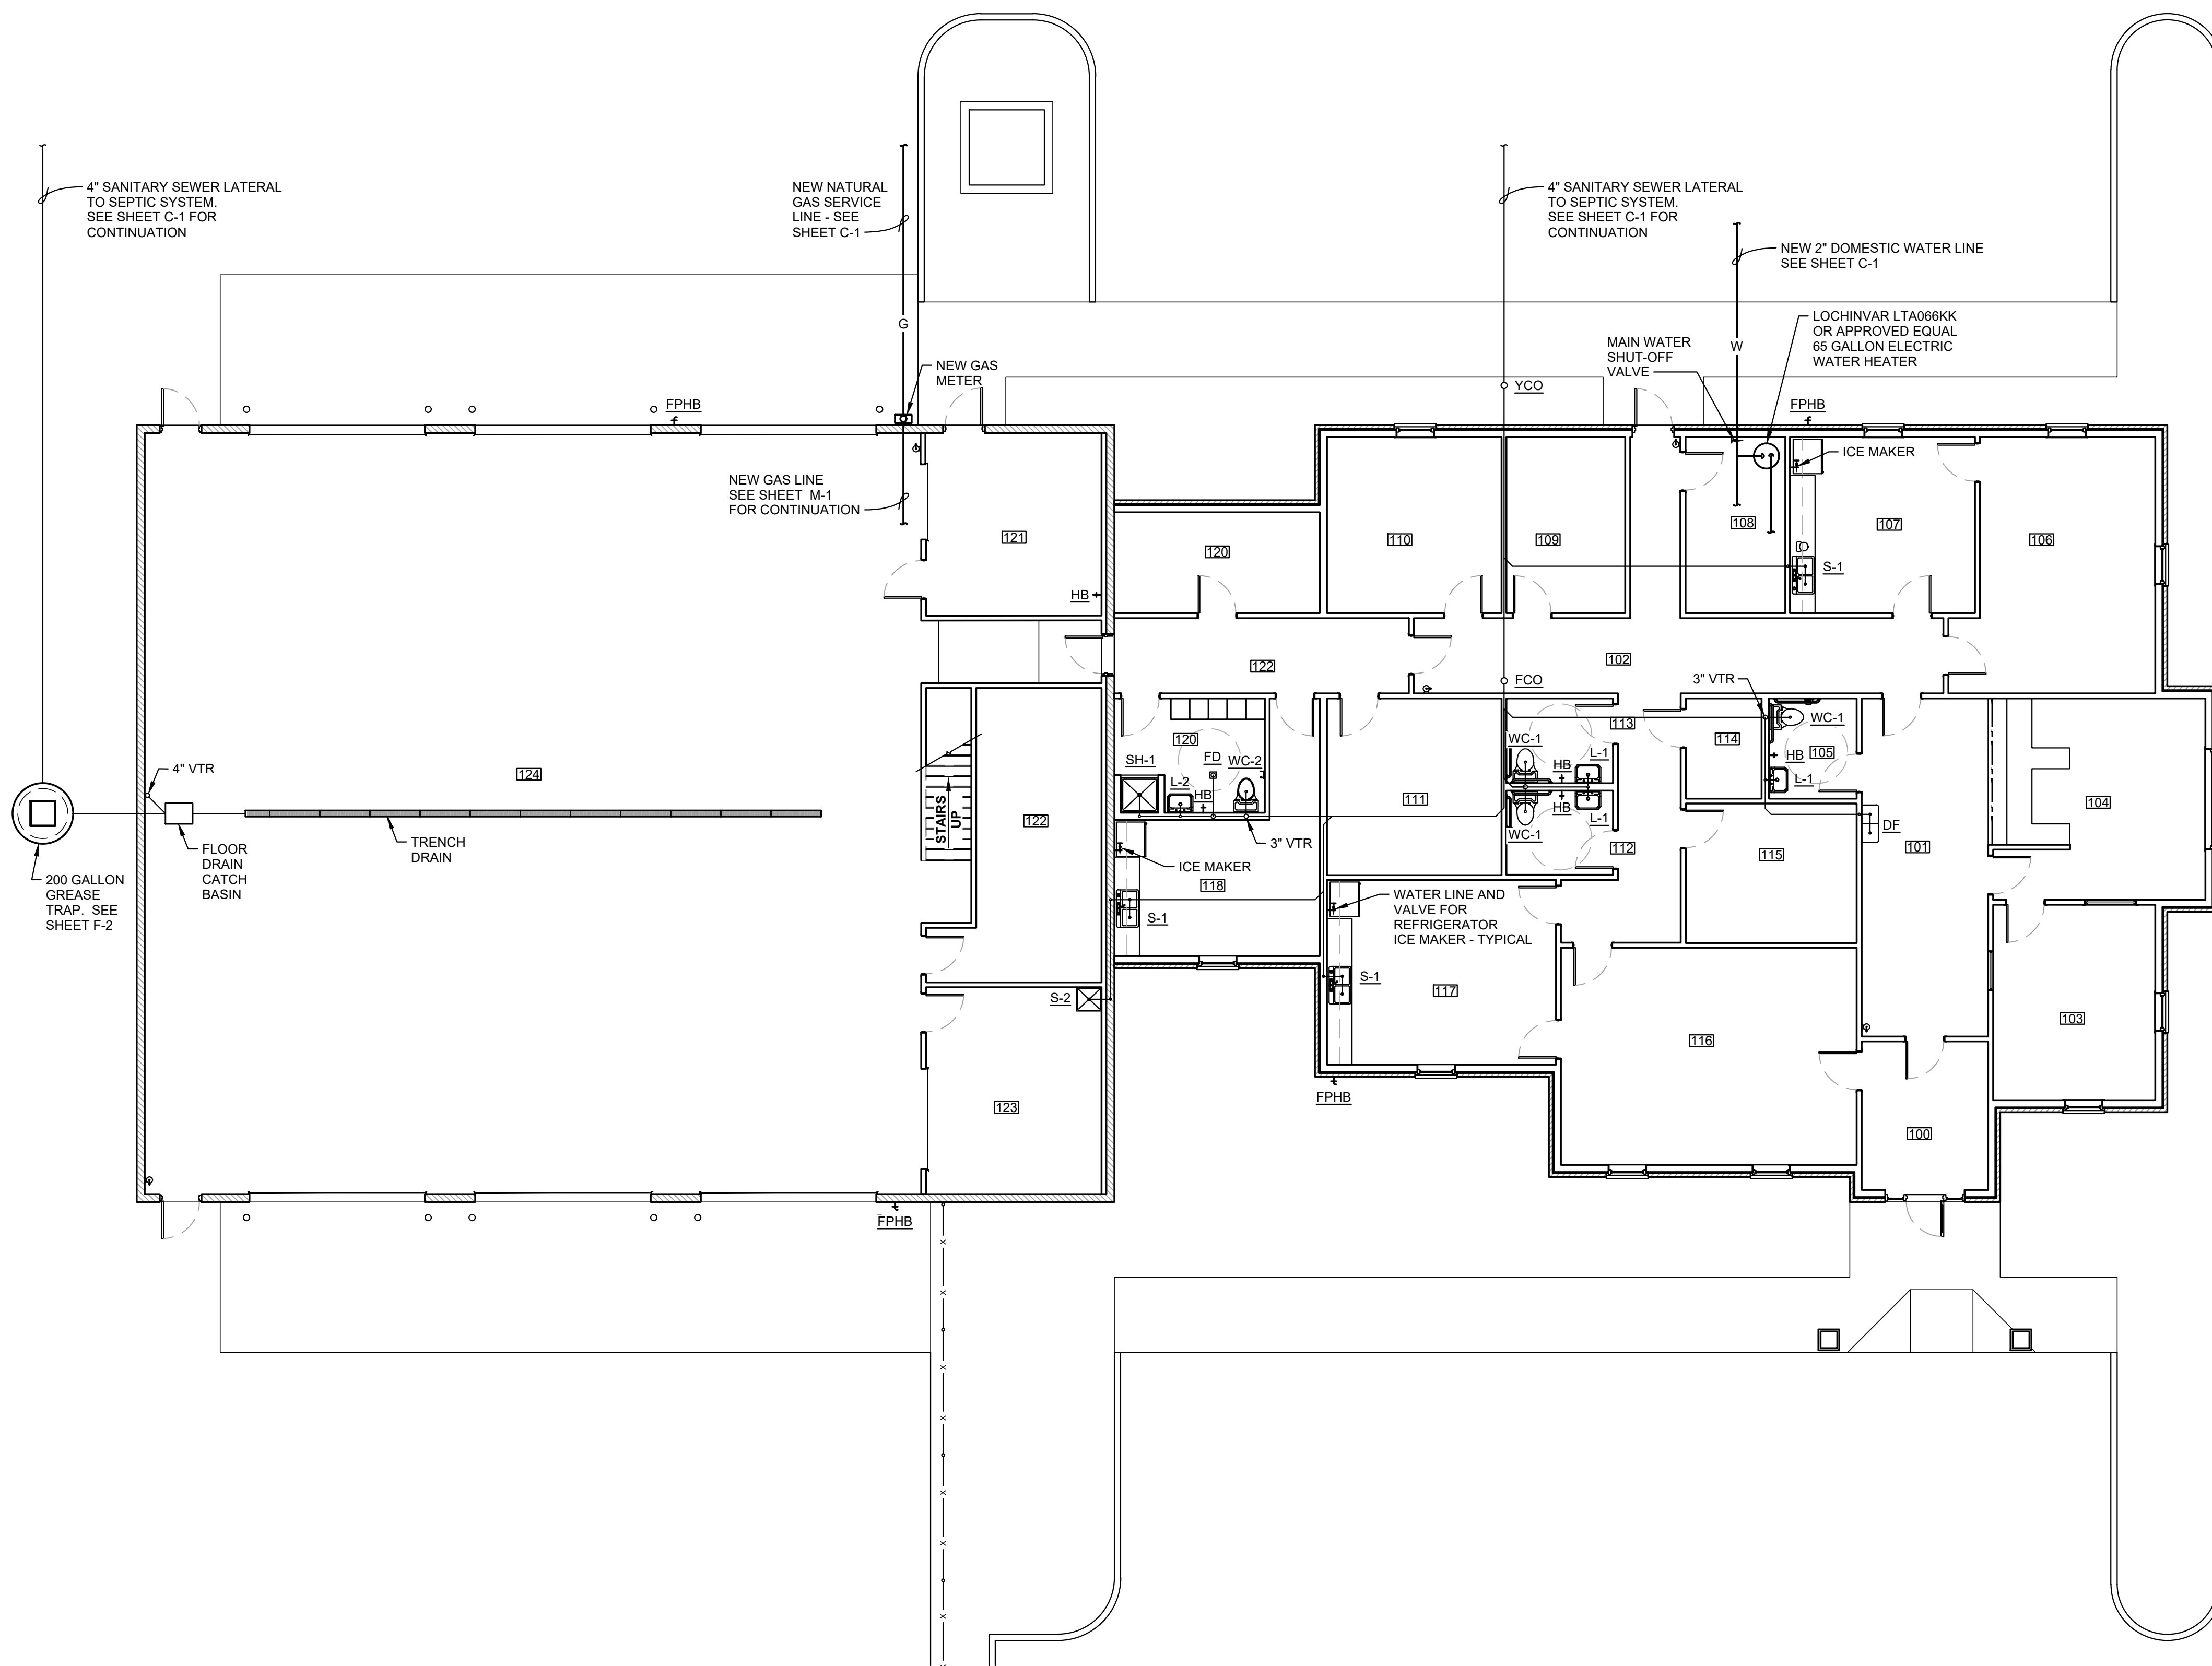 4" SANITARY SEWER LATERAL
TO SEPTIC SYSTEM.
SEE SHEET C-1 FOR
CONTINUATION
NEW NATURAL
GAS SERVICE
LINE - SEE
SHEET C-1
4" SANITARY SEWER LATERAL
TO SEPTIC SYSTEM.
SEE SHEET C-1 FOR
CONTINUATION
NEW 2" DOMESTIC WATER LINE
SEE SHEET C-1
G
W
MAIN WATER
SHUT-OFF
VALVE
LOCHINVAR LTA066KK
OR APPROVED EQUAL
65 GALLON ELECTRIC
WATER HEATER
NEW GAS
METER
YCO
FPHB
FPHB
ICE MAKER
NEW GAS LINE
SEE SHEET M-1
FOR CONTINUATION
121
120
110
109
108
107
106
S-1
HB
122
102
FCO
3" VTR
113
WC-1
114
105
HB
L-1
120
SH-1
FD
WC-2
L-2
HB
WC-1
HB
L-1
4" VTR
124
STAIRS
UP
122
111
104
TRENCH
DRAIN
FLOOR
DRAIN
CATCH
BASIN
200 GALLON
GREASE
TRAP. SEE
SHEET F-2
3" VTR
ICE MAKER
118
S-1
HB
L-1
WC-1
112
115
DF
101
WATER LINE AND
VALVE FOR
REFRIGERATOR
ICE MAKER - TYPICAL
S-1
117
S-2
103
116
123
FPHB
100
FPHB
X
X
X
X
X
X
X
X
X
X